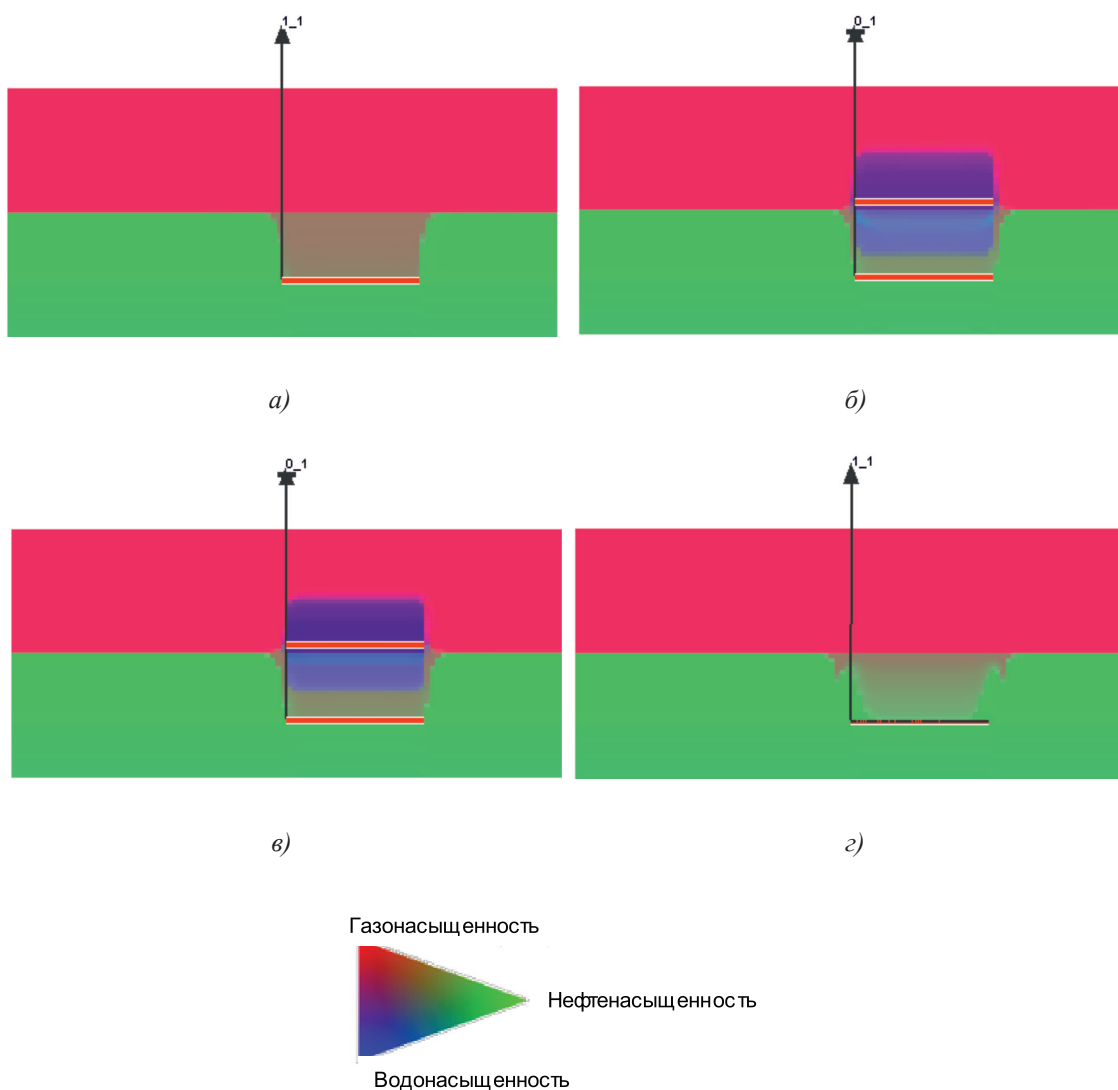 1_1
0_1
а)
б)
0_1
1_1
в)
г)
Газонасыщенность
Нефтенасыщенность
Водонасыщенность